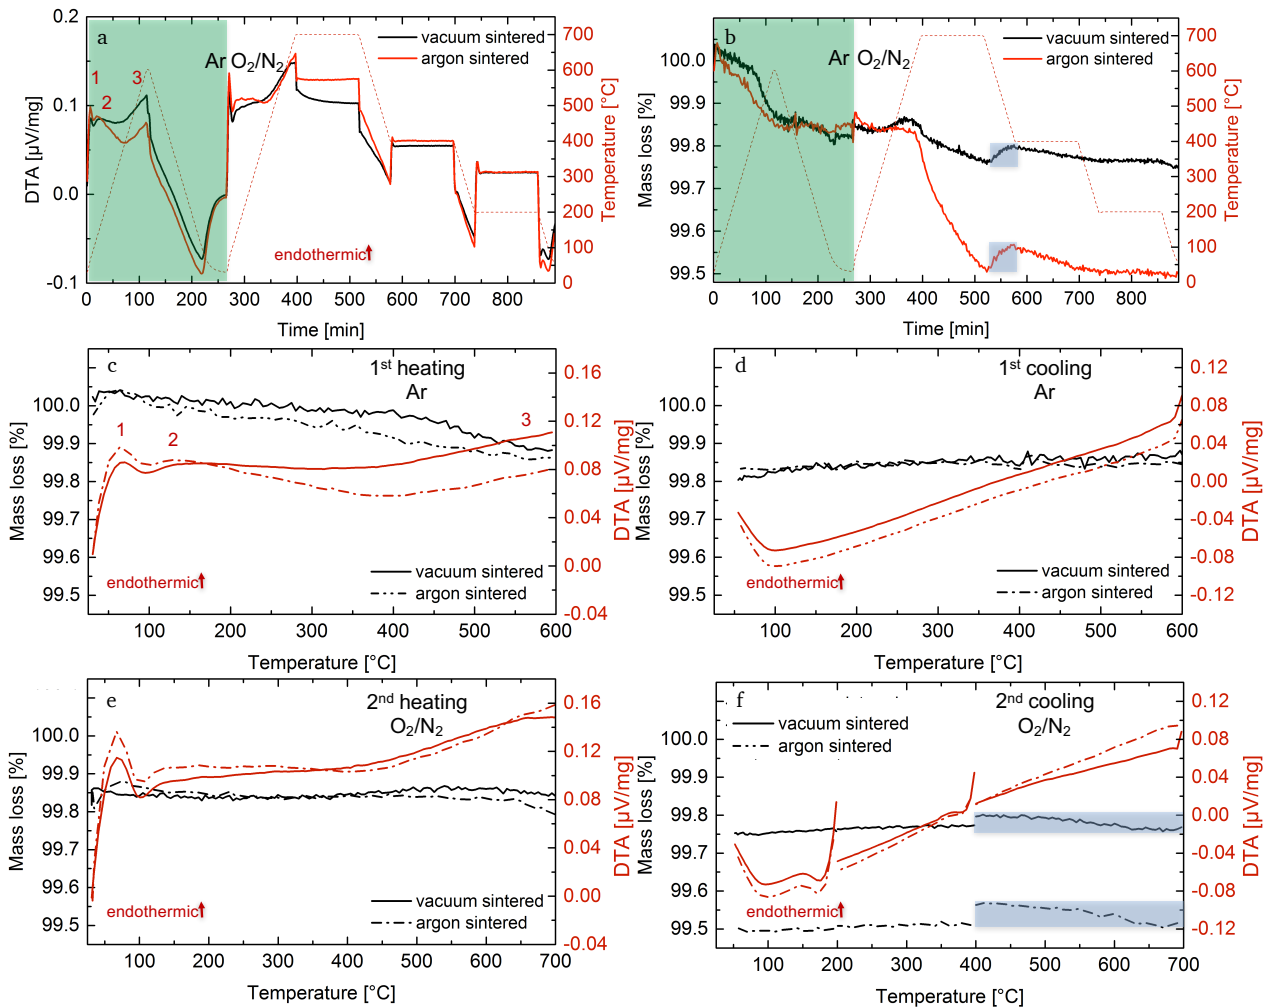 a
Ar O₂/N₂
vacuum sintered
argon sintered
1
2
3
endothermic
DTA [µV/mg]
0.2
0.1
0.0
-0.1
Temperature [°C]
700
600
500
400
300
200
100
0
0 100 200 300 400 500 600 700 800
Time [min]
b
Ar O₂/N₂
vacuum sintered
argon sintered
Mass loss [%]
100.0
99.9
99.8
99.7
99.6
99.5
Temperature [°C]
700
600
500
400
300
200
100
0
0 100 200 300 400 500 600 700 800
Time [min]
c
1st heating
Ar
1
2
3
endothermic
vacuum sintered
argon sintered
Mass loss [%]
100.0
99.9
99.8
99.7
99.6
99.5
DTA [µV/mg]
0.16
0.12
0.08
0.04
0.00
-0.04
100 200 300 400 500 600
Temperature [°C]
d
1st cooling
Ar
endothermic
vacuum sintered
argon sintered
Mass loss [%]
100.0
99.9
99.8
99.7
99.6
99.5
DTA [µV/mg]
0.12
0.08
0.04
0.00
-0.04
-0.08
-0.12
100 200 300 400 500 600
Temperature [°C]
e
2nd heating
O₂/N₂
endothermic
vacuum sintered
argon sintered
Mass loss [%]
100.0
99.9
99.8
99.7
99.6
99.5
DTA [µV/mg]
0.16
0.12
0.08
0.04
0.00
-0.04
100 200 300 400 500 600 700
Temperature [°C]
f
2nd cooling
O₂/N₂
vacuum sintered
argon sintered
endothermic
Mass loss [%]
100.0
99.9
99.8
99.7
99.6
99.5
DTA [µV/mg]
0.12
0.08
0.04
0.00
-0.04
-0.08
-0.12
100 200 300 400 500 600 700
Temperature [°C]